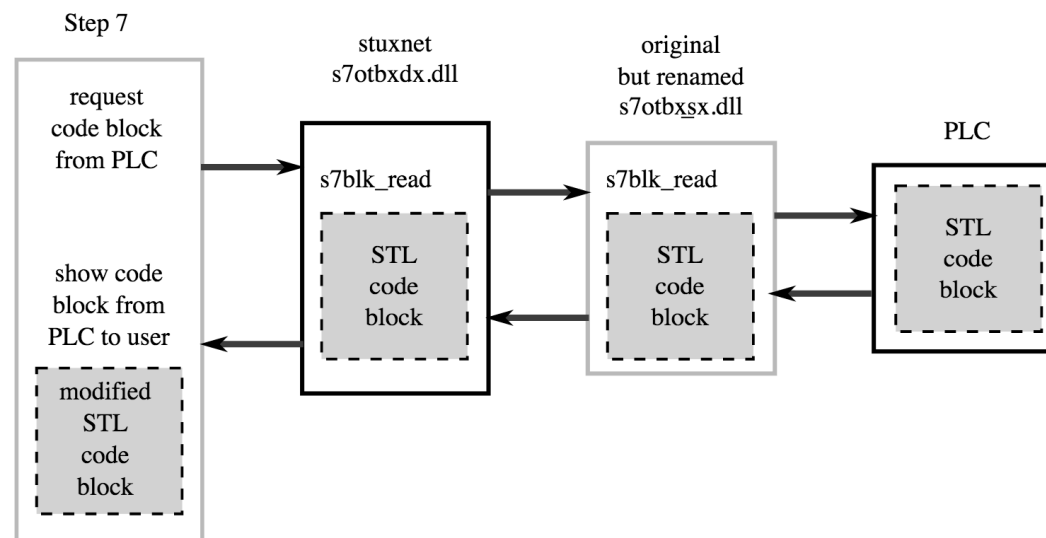 Step 7
request
code block
from PLC
show code
block from
PLC to user
modified
STL
code
block
stuxnet
s7otbxdx.dll
s7blk_read
STL
code
block
original
but renamed
s7otbxsx.dll
s7blk_read
STL
code
block
PLC
STL
code
block